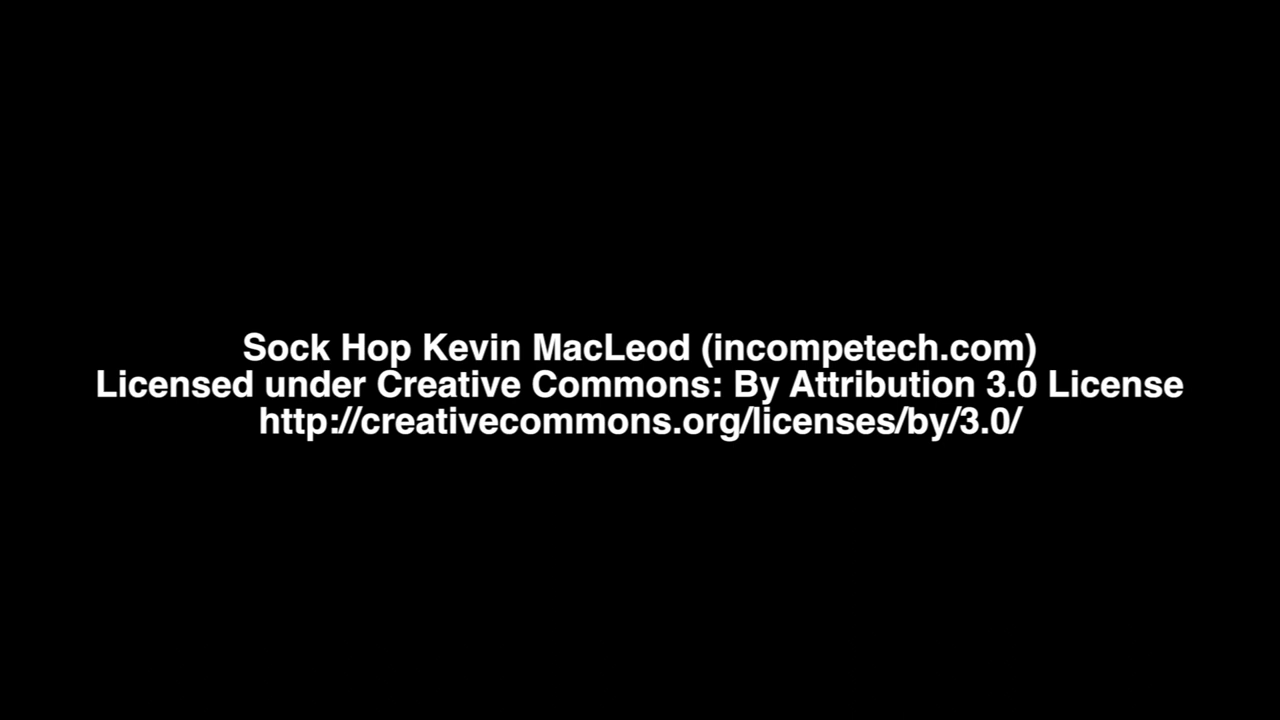 Sock Hop Kevin MacLeod (incompetech.com)
Licensed under Creative Commons: By Attribution 3.0 License
http://creativecommons.org/licenses/by/3.0/